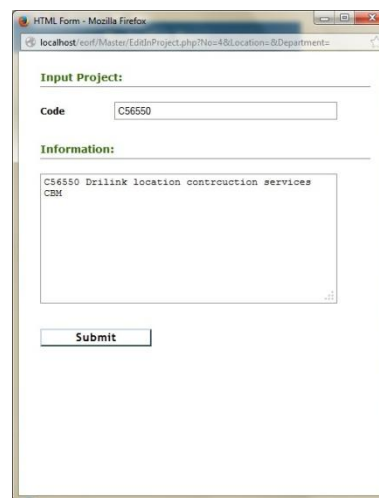 HTML Form - Mozilla Firefox
localhost/eorf/Master/EditInProject.php?No=4&Location=&Department=
Input Project:
Code C56550
Information:
C56550 Drilink location contrcuction services
CBM
Submit